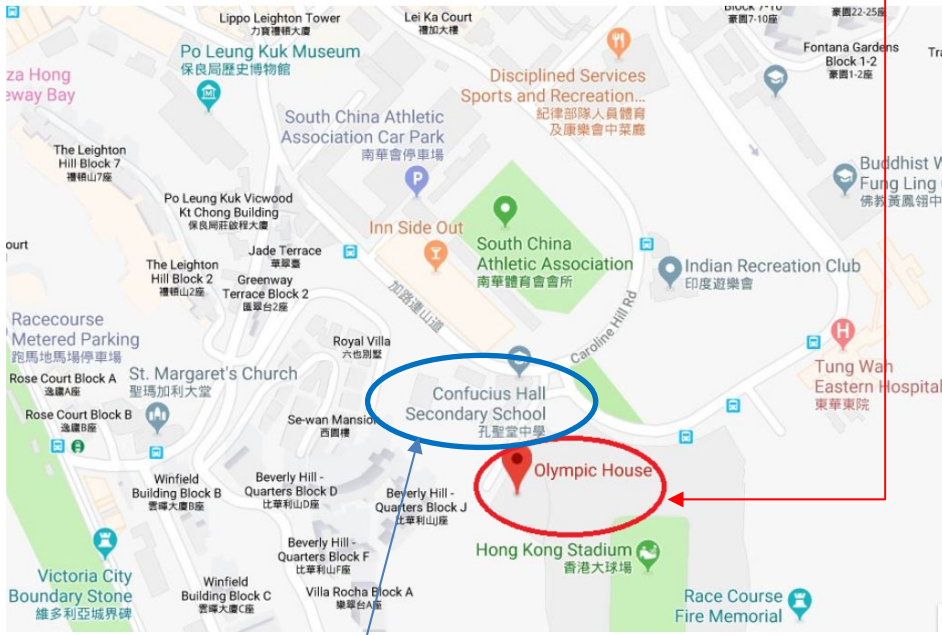 Lippo Leighton Tower
力寶禮頓大廈
Lei Ka Court
禮加大樓
豪園7-10座
豪園22-25座
Po Leung Kuk Museum
保良局歷史博物館
Fontana Gardens
Block 1-2
豪園1-2座
za Hong
eway Bay
Disciplined Services
Sports and Recreation...
紀律部隊人員體育
及康樂會中菜廳
South China Athletic
Association Car Park
南華會停車場
P
The Leighton
Hill Block 7
禮頓山7座
Buddhist W
Fung Ling
佛教黃鳳翎中
Po Leung Kuk Vicwood
Kt Chong Building
保良局莊啟程大廈
Inn Side Out
South China
Athletic Association
南華體育會會所
ourt
Jade Terrace
華翠臺
The Leighton
Hill Block 2
禮頓山2座
Greenway
Terrace Block 2
匯翠台2座
加路連山道
Indian Recreation Club
印度遊樂會
Caroline Hill Rd
Racecourse
Metered Parking
跑馬地馬場停車場
Royal Villa
六也別墅
H
Tung Wah
Eastern Hospital
東華東院
Rose Court Block A
逸廬A座
St. Margaret's Church
聖瑪加利大堂
Confucius Hall
Secondary School
孔聖堂中學
Rose Court Block B
逸廬B座
Se-wan Mansion
西園樓
Olympic House
Winfield
Building Block B
雲暉大廈B座
Beverly Hill -
Quarters Block D
比華利山D座
Beverly Hill -
Quarters Block J
比華利山J座
Beverly Hill -
Quarters Block F
比華利山F座
Hong Kong Stadium
香港大球場
Victoria City
Boundary Stone
維多利亞城界碑
Winfield
Building Block C
雲暉大廈C座
Villa Rocha Block A
樂翠台A座
Race Course
Fire Memorial